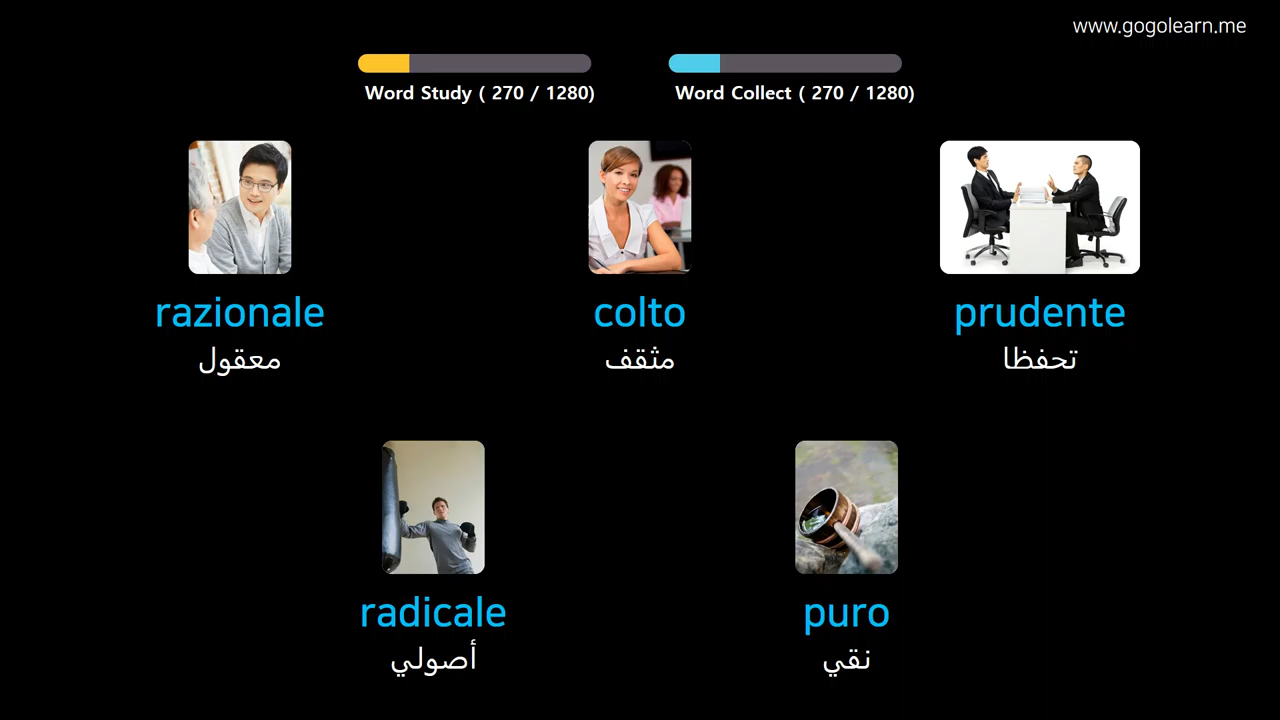 www.gogolearn.me
Word Study ( 270 / 1280)
Word Collect ( 270 / 1280)
razionale
معقول
colto
مثقف
prudente
تحفظا
radicale
أصولي
puro
نقي